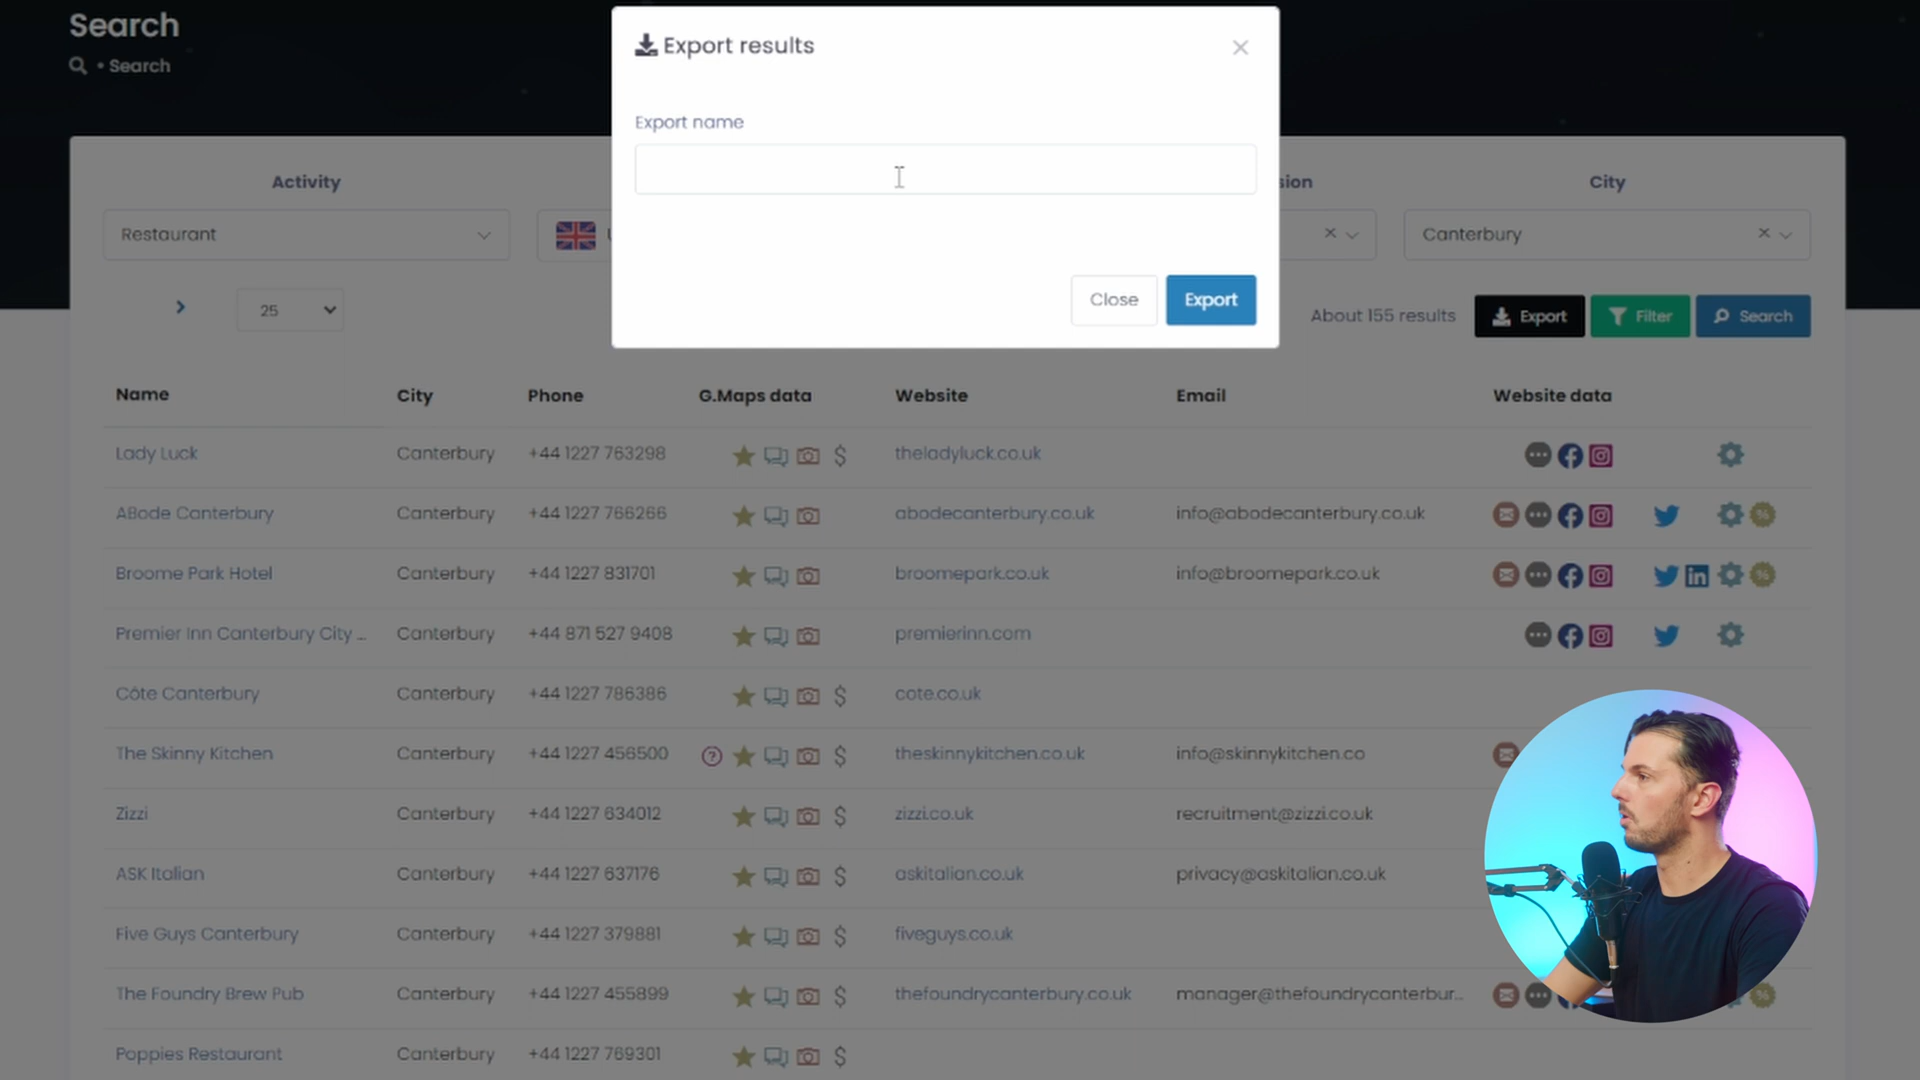 Search
• Search
Export results
Export name
Close
Export
Activity
City
Restaurant
Canterbury
25
About 155 results
Export
Filter
Search
Name
City
Phone
G.Maps data
Website
Email
Website data
Lady Luck
Canterbury
+44 1227 763298
theladyluck.co.uk
ABode Canterbury
Canterbury
+44 1227 766266
abodecanterbury.co.uk
info@abodecanterbury.co.uk
Broome Park Hotel
Canterbury
+44 1227 831701
broomepark.co.uk
info@broomepark.co.uk
Premier Inn Canterbury City ...
Canterbury
+44 871 527 9408
premierinn.com
Côte Canterbury
Canterbury
+44 1227 786386
cote.co.uk
The Skinny Kitchen
Canterbury
+44 1227 456500
theskinnykitchen.co.uk
info@skinnykitchen.co
Zizzi
Canterbury
+44 1227 634012
zizzi.co.uk
recruitment@zizzi.co.uk
ASK Italian
Canterbury
+44 1227 637176
askitalian.co.uk
privacy@askitalian.co.uk
Five Guys Canterbury
Canterbury
+44 1227 379881
fiveguys.co.uk
The Foundry Brew Pub
Canterbury
+44 1227 455899
thefoundrycanterbury.co.uk
manager@thefoundrycanterbur...
Poppies Restaurant
Canterbury
+44 1227 769301